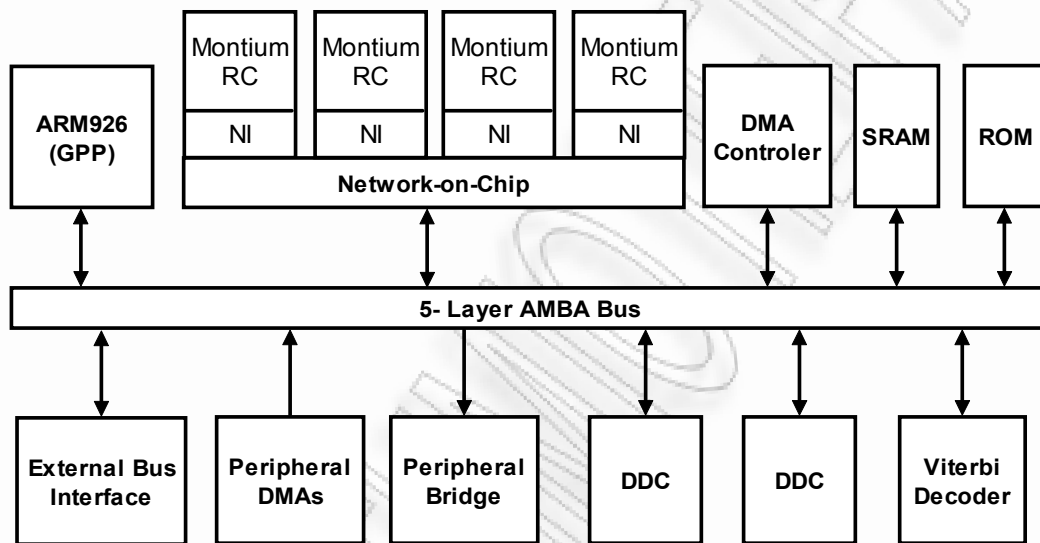 Montium
RC
NI
Montium
RC
NI
Montium
RC
NI
Montium
RC
NI
Network-on-Chip
ARM926
(GPP)
DMA
Controler
SRAM
ROM
5- Layer AMBA Bus
External Bus
Interface
Peripheral
DMAs
Peripheral
Bridge
DDC
DDC
Viterbi
Decoder